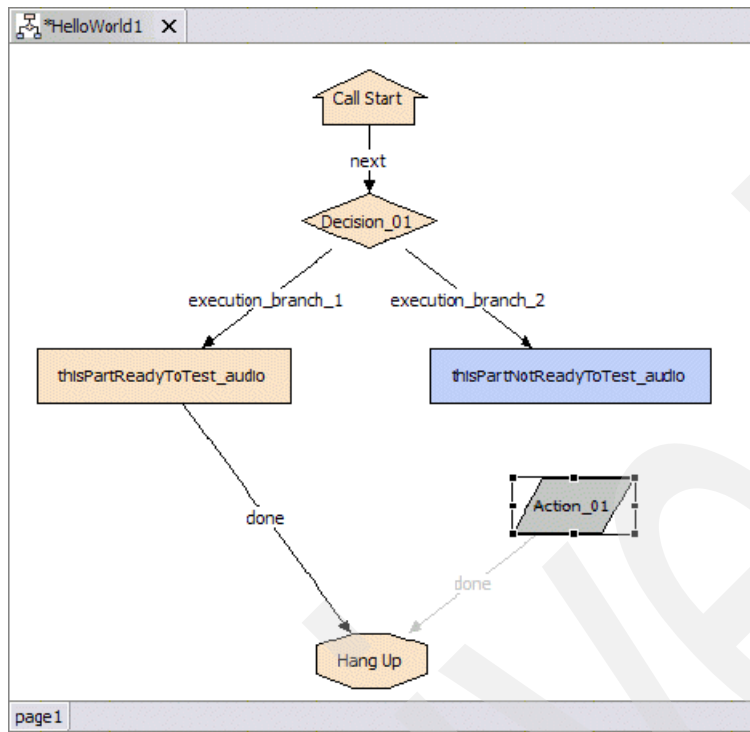 *HelloWorld1
Call Start
next
Decision_01
execution_branch_1
execution_branch_2
thisPartReadyToTest_audio
thisPartNotReadyToTest_audio
Action_01
done
done
Hang Up
page1